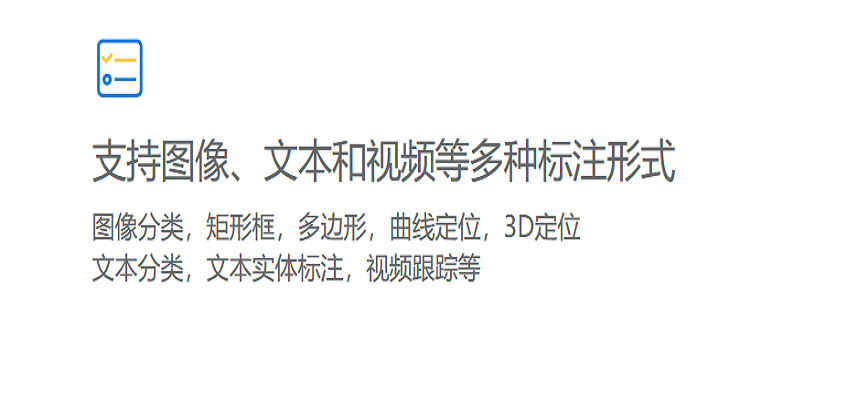 支持图像、文本和视频等多种标注形式
图像分类，矩形框，多边形，曲线定位，3D定位
文本分类，文本实体标注，视频跟踪等